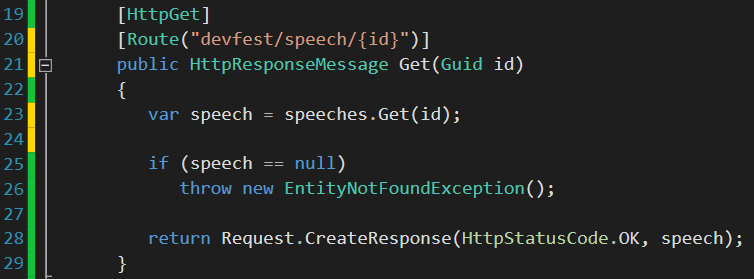 19 [HttpGet]
20 [Route("devfest/speech/{id}")]
21 public HttpResponseMessage Get(Guid id)
22 {
23 var speech = speeches.Get(id);
24
25 if (speech == null)
26 throw new EntityNotFoundException();
27
28 return Request.CreateResponse(HttpStatusCode.OK, speech);
29 }